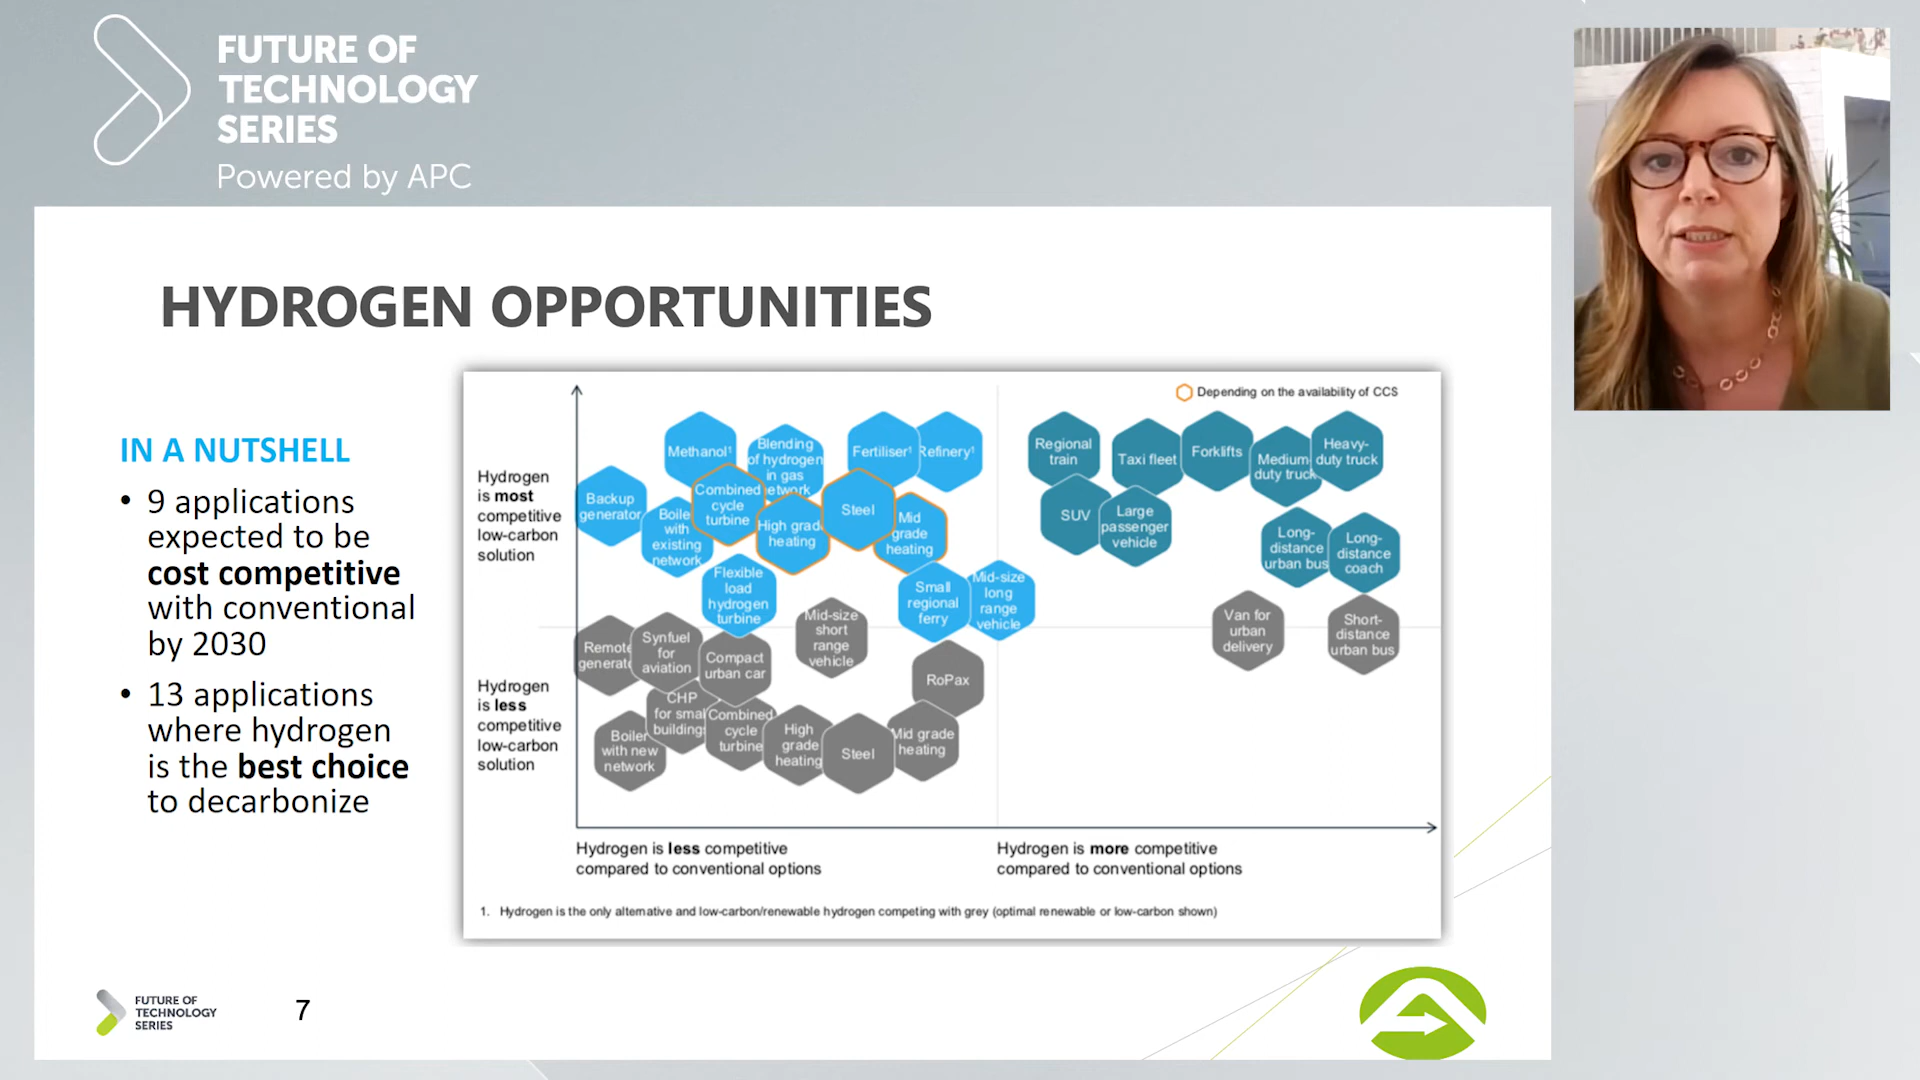 FUTURE OF
TECHNOLOGY
SERIES
Powered by APC
HYDROGEN OPPORTUNITIES
IN A NUTSHELL
• 9 applications
expected to be
cost competitive
with conventional
by 2030
• 13 applications
where hydrogen
is the best choice
to decarbonize
Depending on the availability of CCS
Hydrogen
is most
competitive
low-carbon
solution
Methanol¹
Blending
of hydrogen
in gas
network
Fertiliser¹
Refinery¹
Backup
generator
Boiler
with
existing
network
Combined
cycle
turbine
High grade
heating
Steel
Mid
grade
heating
Flexible
load
hydrogen
turbine
Small
regional
ferry
Mid-size
long
range
vehicle
Regional
train
Taxi fleet
Forklifts
Medium-
duty truck
Heavy-
duty truck
SUV
Large
passenger
vehicle
Long-
distance
urban bus
Long-
distance
coach
Hydrogen
is less
competitive
low-carbon
solution
Remote
generator
Synfuel
for
aviation
Compact
urban car
Mid-size
short
range
vehicle
RoPax
Van for
urban
delivery
Short-
distance
urban bus
Boiler
with new
network
CHP
for small
buildings
Combined
cycle
turbine
High
grade
heating
Steel
Mid grade
heating
Hydrogen is less competitive
compared to conventional options
Hydrogen is more competitive
compared to conventional options
1. Hydrogen is the only alternative and low-carbon/renewable hydrogen competing with grey (optimal renewable or low-carbon shown)
FUTURE OF
TECHNOLOGY
SERIES
7